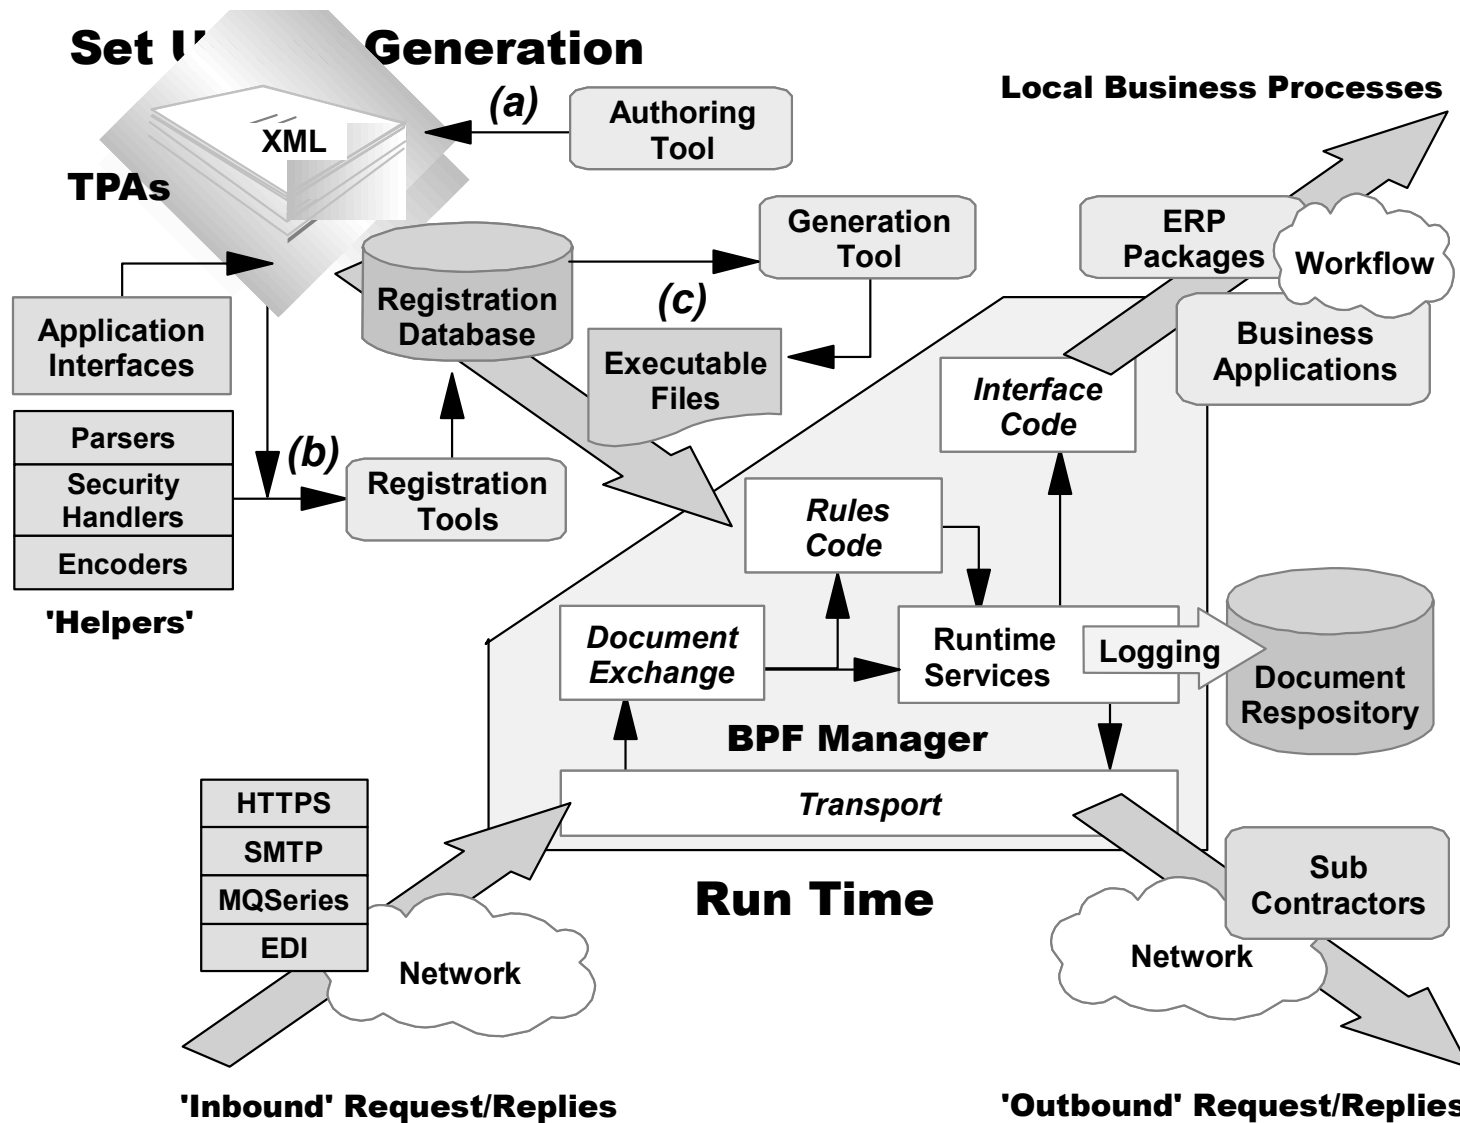 Set U Generation
Local Business Processes
(a)
Authoring
Tool
XML
TPAs
Generation
Tool
ERP
Packages
Workflow
Registration
Database
(c)
Application
Interfaces
Executable
Files
Business
Applications
Interface
Code
Parsers
Security
Handlers
Encoders
'Helpers'
(b)
Registration
Tools
Rules
Code
Document
Exchange
Runtime
Services
Logging
Document
Respository
BPF Manager
Transport
HTTPS
SMTP
MQSeries
EDI
Network
Run Time
Sub
Contractors
Network
'Inbound' Request/Replies
'Outbound' Request/Replies